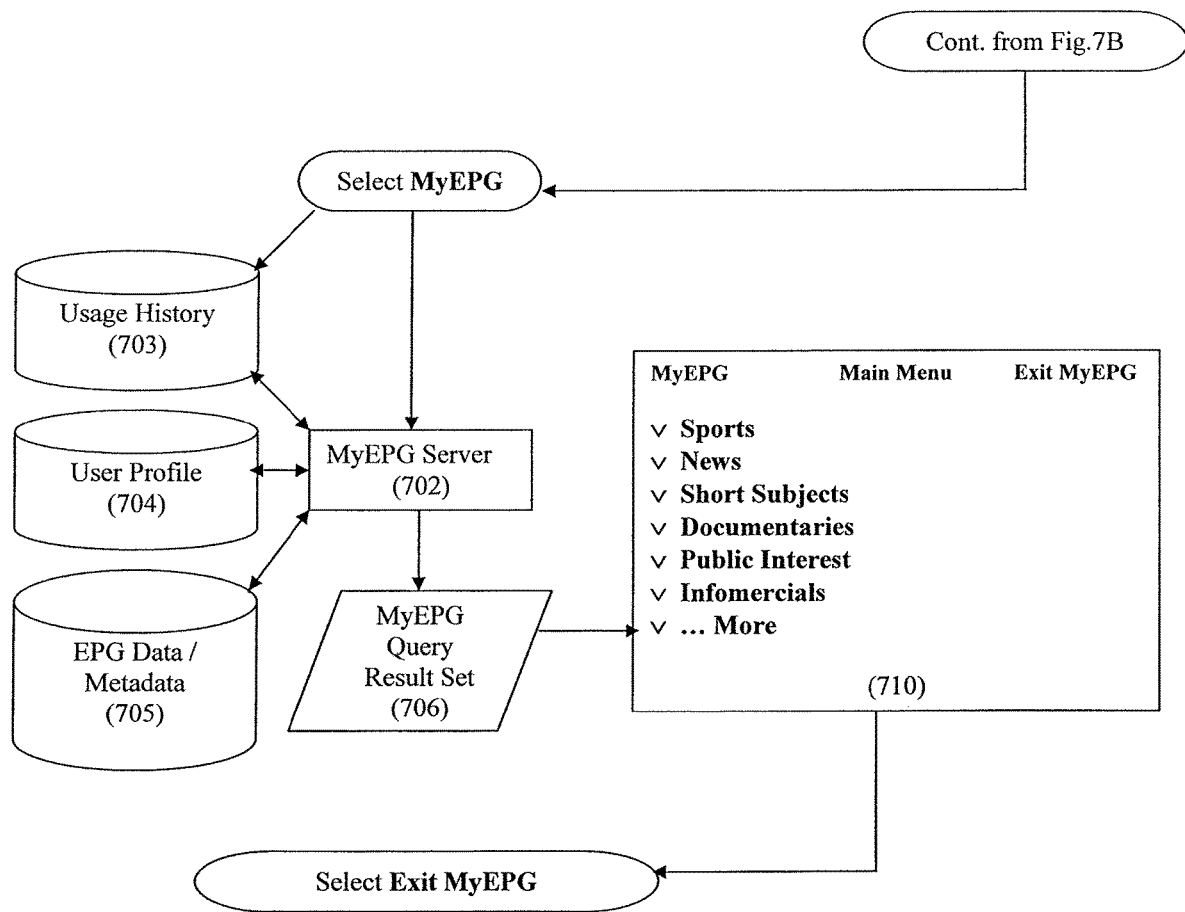 Cont. from Fig.7B
Select MyEPG
Usage History
(703)
User Profile
(704)
EPG Data /
Metadata
(705)
MyEPG Server
(702)
MyEPG
Query
Result Set
(706)
MyEPG Main Menu Exit MyEPG
v Sports
v News
v Short Subjects
v Documentaries
v Public Interest
v Infomercials
v ... More
(710)
Select Exit MyEPG